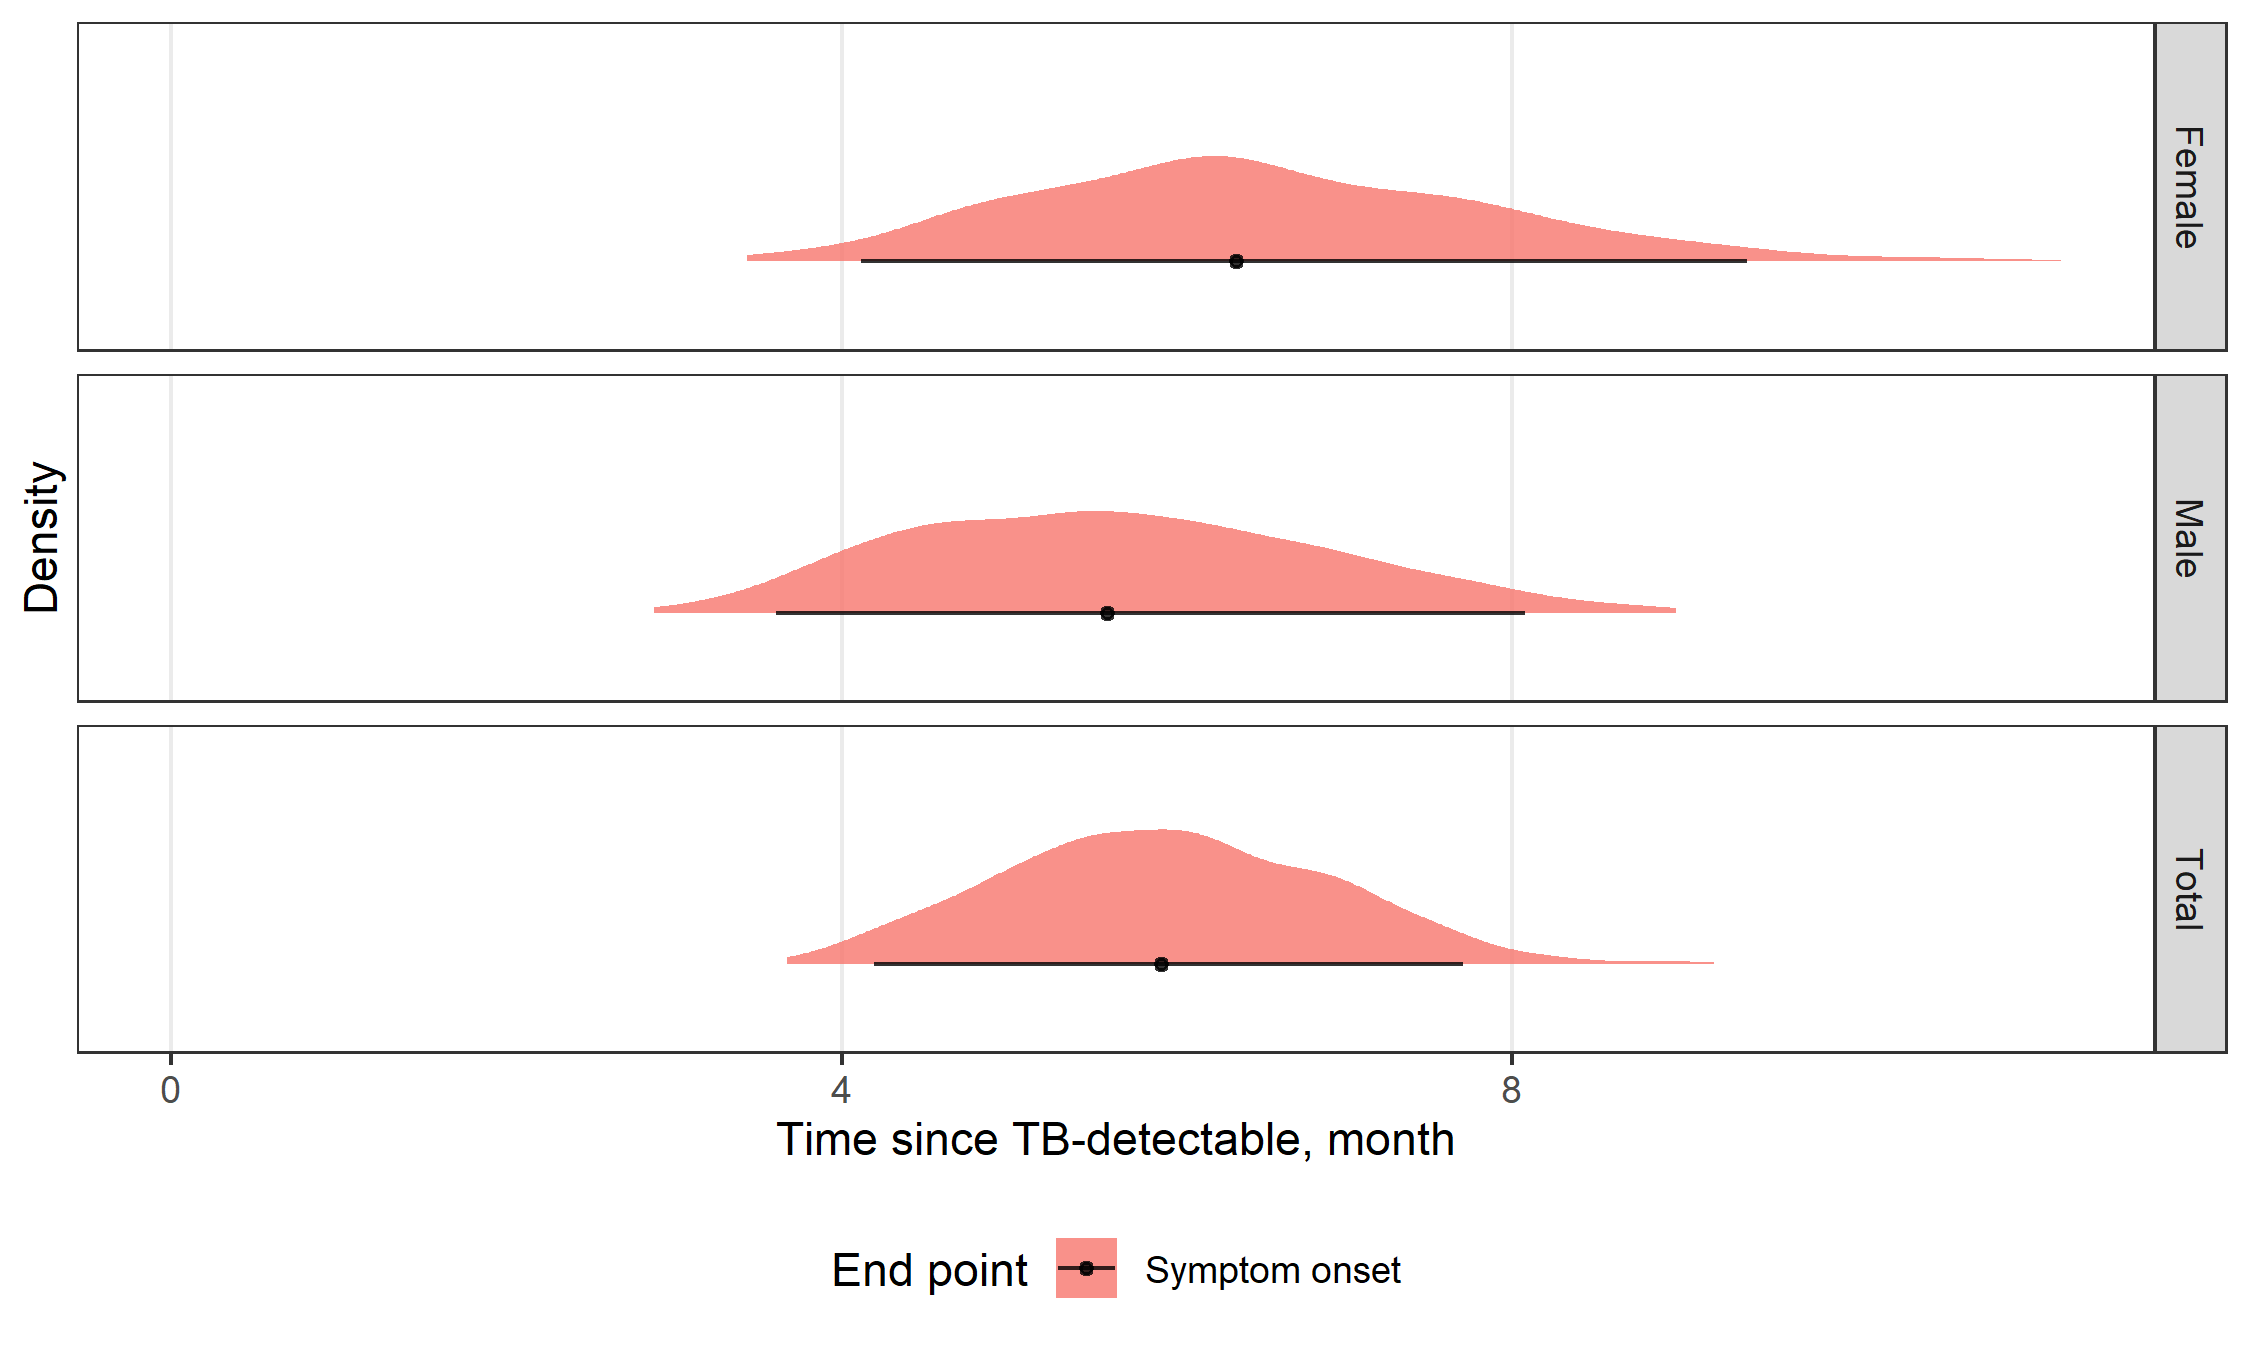 Female
Density
Male
Total
0 4 8
Time since TB-detectable, month
End point Symptom onset